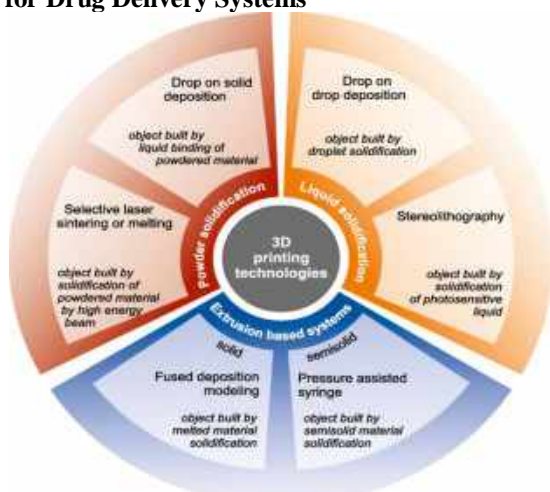 for Drug Delivery Systems
Drop on solid
deposition
object built by
liquid binding of
powdered material
Drop on
drop deposition
object built by
droplet solidification
Selective laser
sintering or melting
object built by
solidification of
powdered material
by high energy
beam
Powder solidification
Liquid solidification
Stereolithography
object built by
solidification
of photosensitive
liquid
3D
printing
technologies
Extrusion based systems
solid
Fused deposition
modeling
object built by
melted material
solidification
semisolid
Pressure assisted
syringe
object built by
semisolid material
solidification